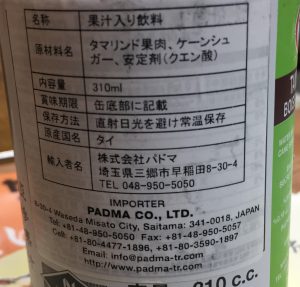 名称 果汁入り飲料
原材料名 タマリンド果肉、ケーンシュ
ガー、安定剤(クエン酸)
内容量 310ml
賞味期限 缶底部に記載
保存方法 直射日光を避け常温保存
原産国名 タイ
輸入者名 株式会社パドマ
埼玉県三郷市早稲田8-30-4
TEL 048-950-5050
IMPORTER
PADMA CO., LTD.
8-30-4 Waseda Misato City, Saitama: 341-0018, JAPAN
Tel: +81-48-950-5050 Fax: +81-48-950-5057
Cell: +81-80-4477-1896, +81-80-3590-1897
Email: info@padma-tr.com
http://www.padma-tr.com
310 c.c.